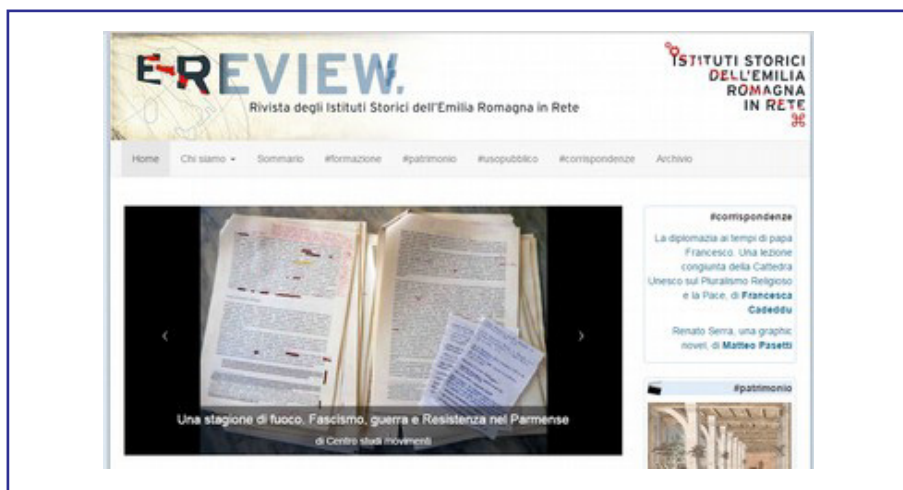 E-REVIEW.
Rivista degli Istituti Storici dell'Emilia Romagna in Rete
ISTITUTI STORICI
DELL'EMILIA
ROMAGNA
IN RETE
Home Chi siamo Sommario #formazione #patrimonio #usopubblico #corrispondenze Archivio
Una stagione di fuoco. Fascismo, guerra e Resistenza nel Parmense
di Centro studi movimenti
#corrispondenze
La diplomazia ai tempi di papa
Francesco. Una lezione
congiunta della Cattedra
Unesco sul Pluralismo Religioso
e la Pace, di Francesca
Cadeddu
Renato Serra, una graphic
novel, di Matteo Pasetti
#patrimonio